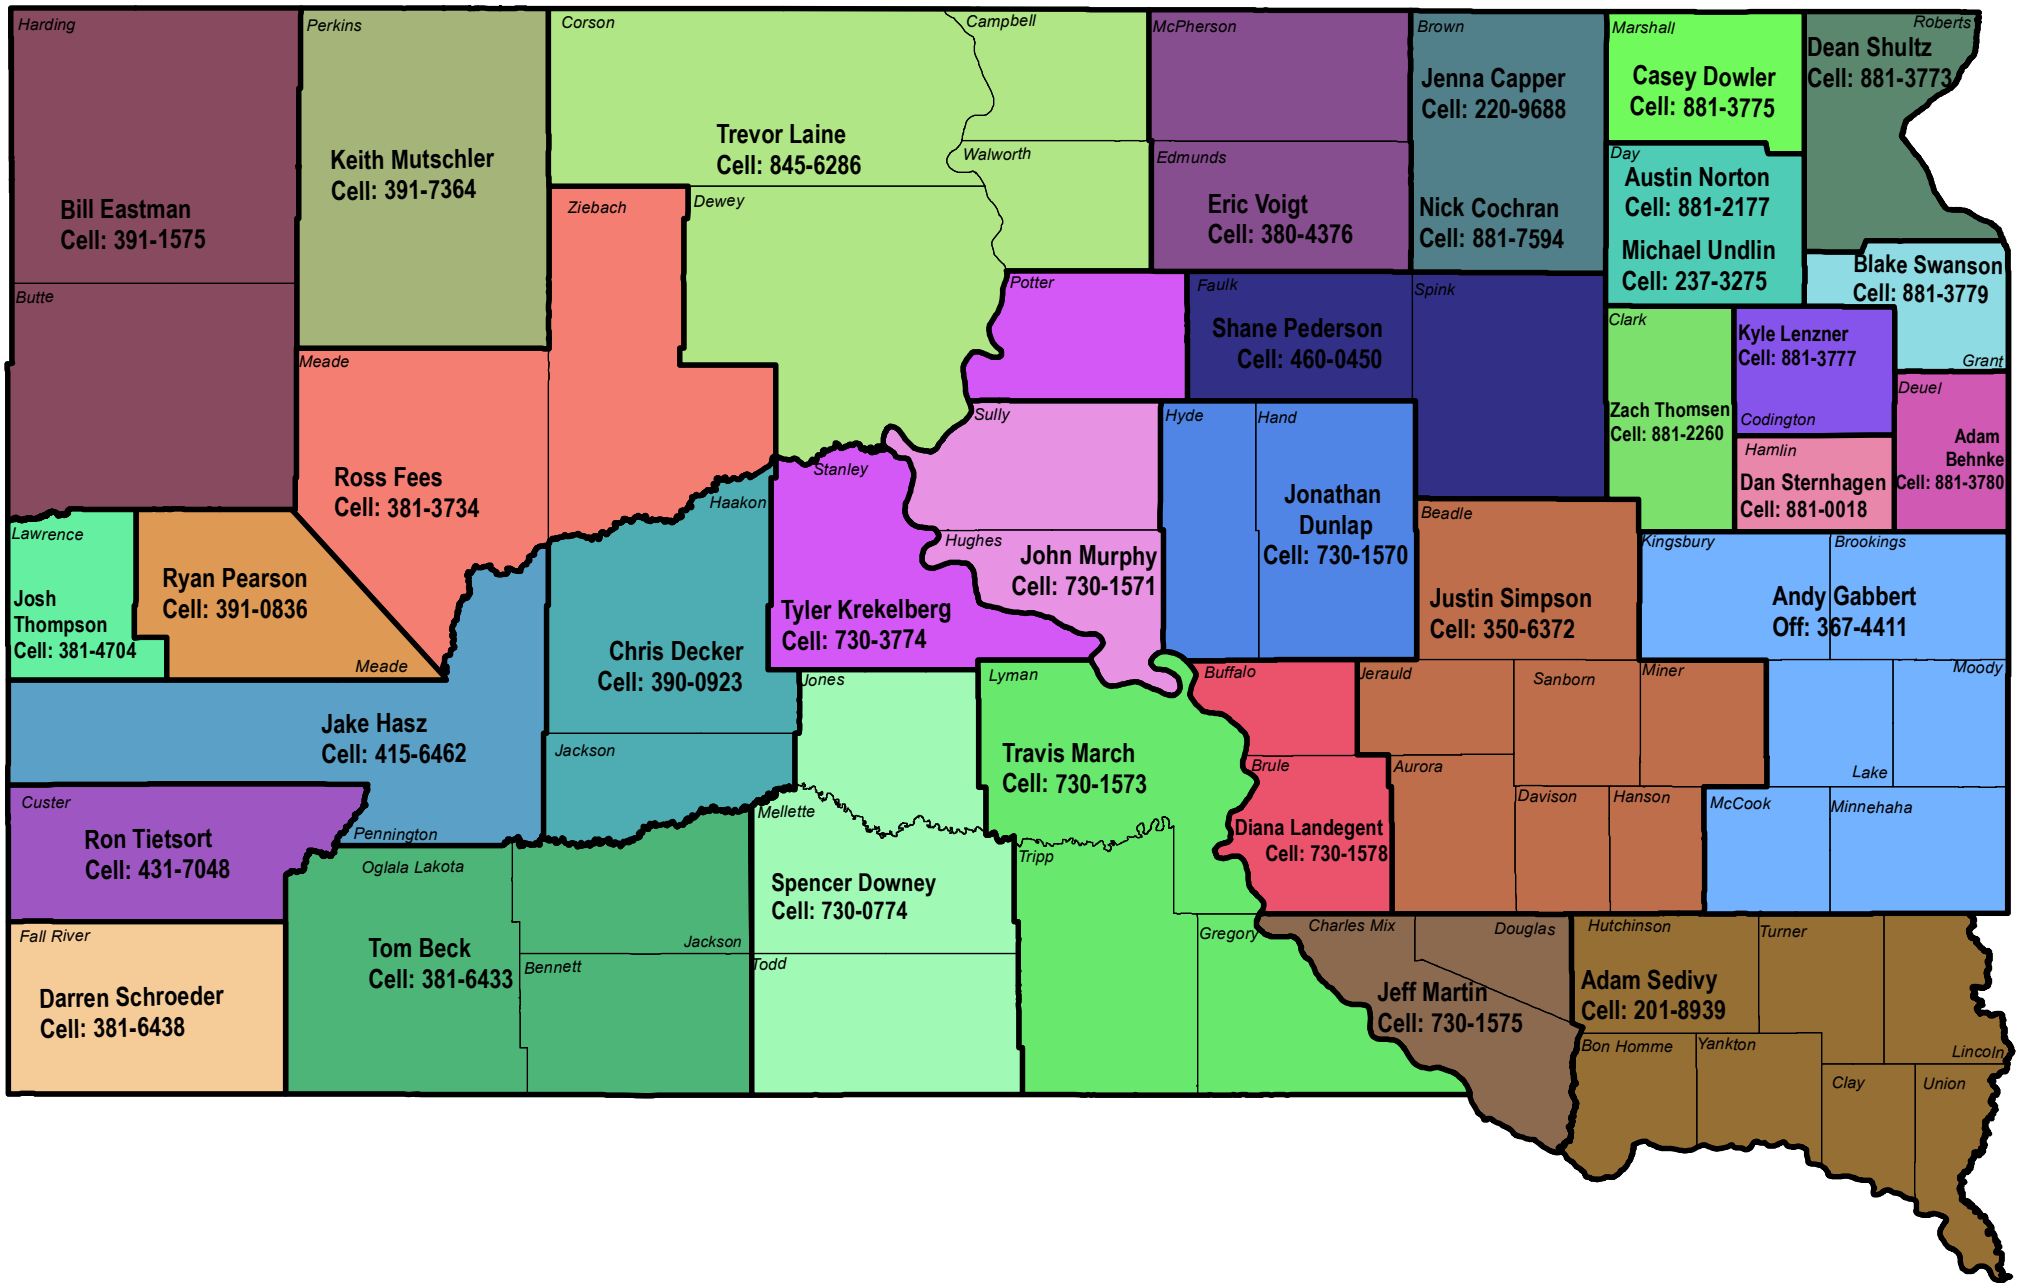 Harding
Perkins
Corson
Campbell
McPherson
Brown
Marshall
Roberts
Dean Shultz
Cell: 881-3773
Jenna Capper
Cell: 220-9688
Casey Dowler
Cell: 881-3775
Trevor Laine
Cell: 845-6286
Walworth
Edmunds
Day
Keith Mutschler
Cell: 391-7364
Austin Norton
Cell: 881-2177
Bill Eastman
Cell: 391-1575
Ziebach
Dewey
Eric Voigt
Cell: 380-4376
Nick Cochran
Cell: 881-7594
Michael Undlin
Cell: 237-3275
Blake Swanson
Cell: 881-3779
Butte
Potter
Faulk
Spink
Shane Pederson
Cell: 460-0450
Clark
Kyle Lenzner
Cell: 881-3777
Grant
Meade
Deuel
Sully
Hyde
Hand
Zach Thomsen
Cell: 881-2260
Codington
Adam
Behnke
Cell: 881-3780
Hamlin
Dan Sternhagen
Cell: 881-0018
Ross Fees
Cell: 381-3734
Stanley
Haakon
Jonathan
Dunlap
Cell: 730-1570
Beadle
Lawrence
Hughes
Kingsbury
Brookings
John Murphy
Cell: 730-1571
Ryan Pearson
Cell: 391-0836
Josh
Thompson
Cell: 381-4704
Tyler Krekelberg
Cell: 730-3774
Justin Simpson
Cell: 350-6372
Andy Gabbert
Off: 367-4411
Meade
Chris Decker
Cell: 390-0923
Jones
Lyman
Buffalo
Jerauld
Sanborn
Miner
Moody
Jake Hasz
Cell: 415-6462
Jackson
Travis March
Cell: 730-1573
Brule
Aurora
Lake
Custer
Davison
Hanson
McCook
Minnehaha
Ron Tietsort
Cell: 431-7048
Pennington
Mellette
Diana Landegent
Cell: 730-1578
Oglala Lakota
Tripp
Spencer Downey
Cell: 730-0774
Fall River
Tom Beck
Cell: 381-6433
Jackson
Gregory
Charles Mix
Douglas
Hutchinson
Turner
Bennett
Todd
Darren Schroeder
Cell: 381-6438
Jeff Martin
Cell: 730-1575
Adam Sedivy
Cell: 201-8939
Bon Homme
Yankton
Lincoln
Clay
Union